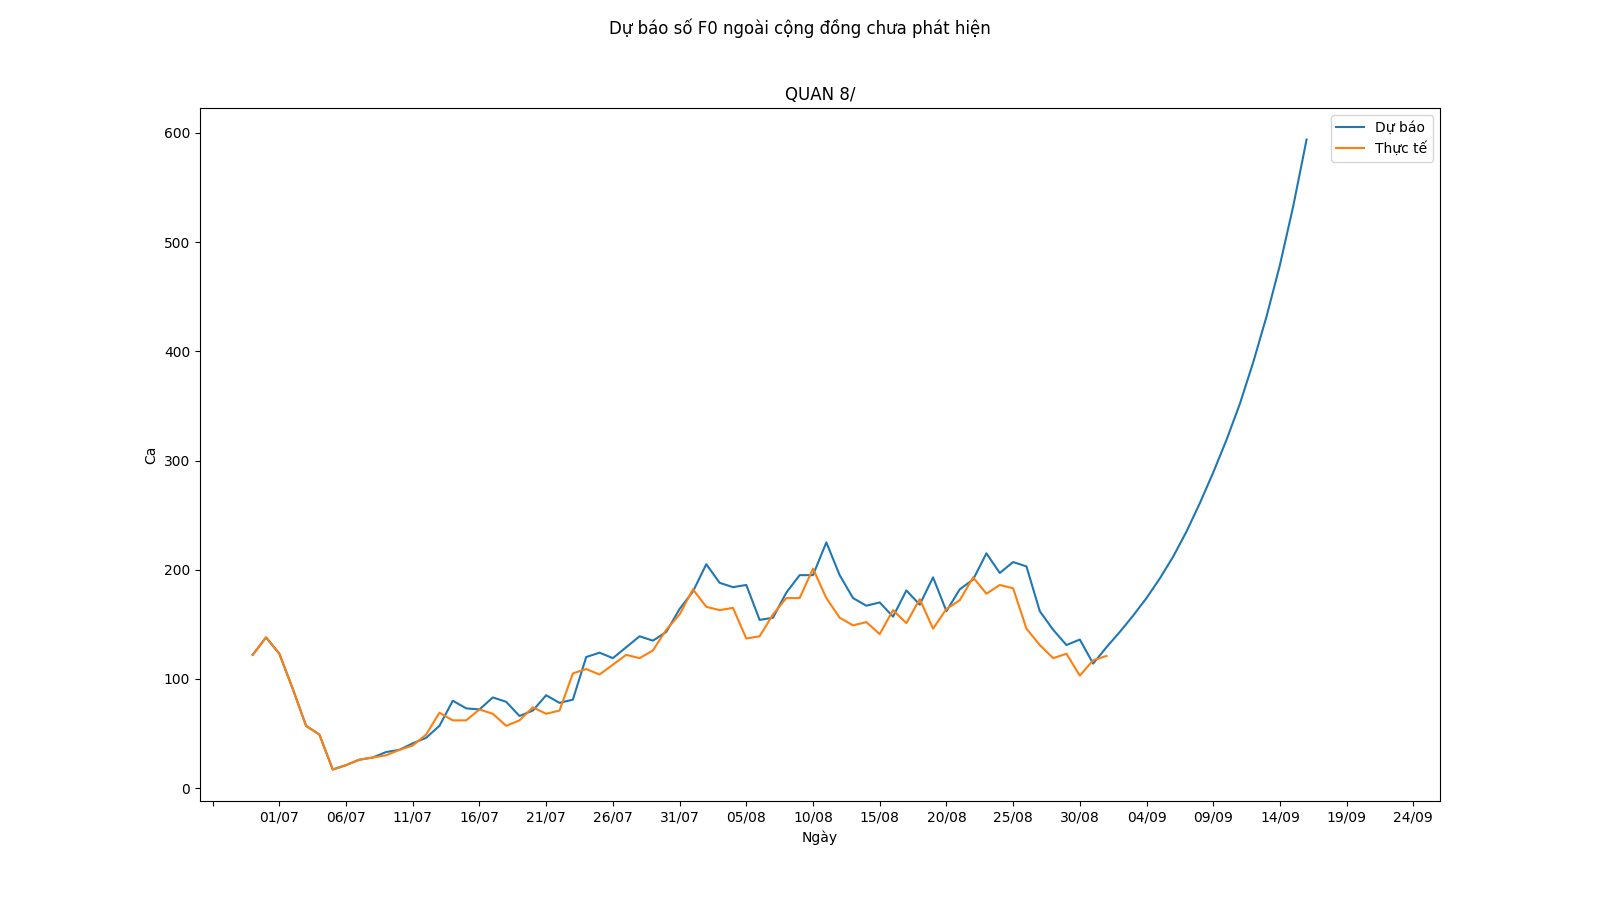 Dự báo số F0 ngoài cộng đồng chưa phát hiện
QUAN 8/
Dự báo
Thực tế
600
500
400
300
200
100
0
Ca
01/07 06/07 11/07 16/07 21/07 26/07 31/07 05/08 10/08 15/08 20/08 25/08 30/08 04/09 09/09 14/09 19/09 24/09
Ngày